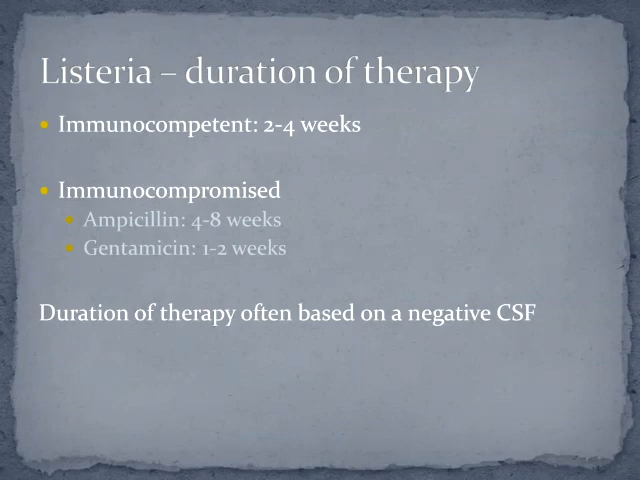 Listeria – duration of therapy
Immunocompetent: 2-4 weeks
Immunocompromised
Ampicillin: 4-8 weeks
Gentamicin: 1-2 weeks
Duration of therapy often based on a negative CSF